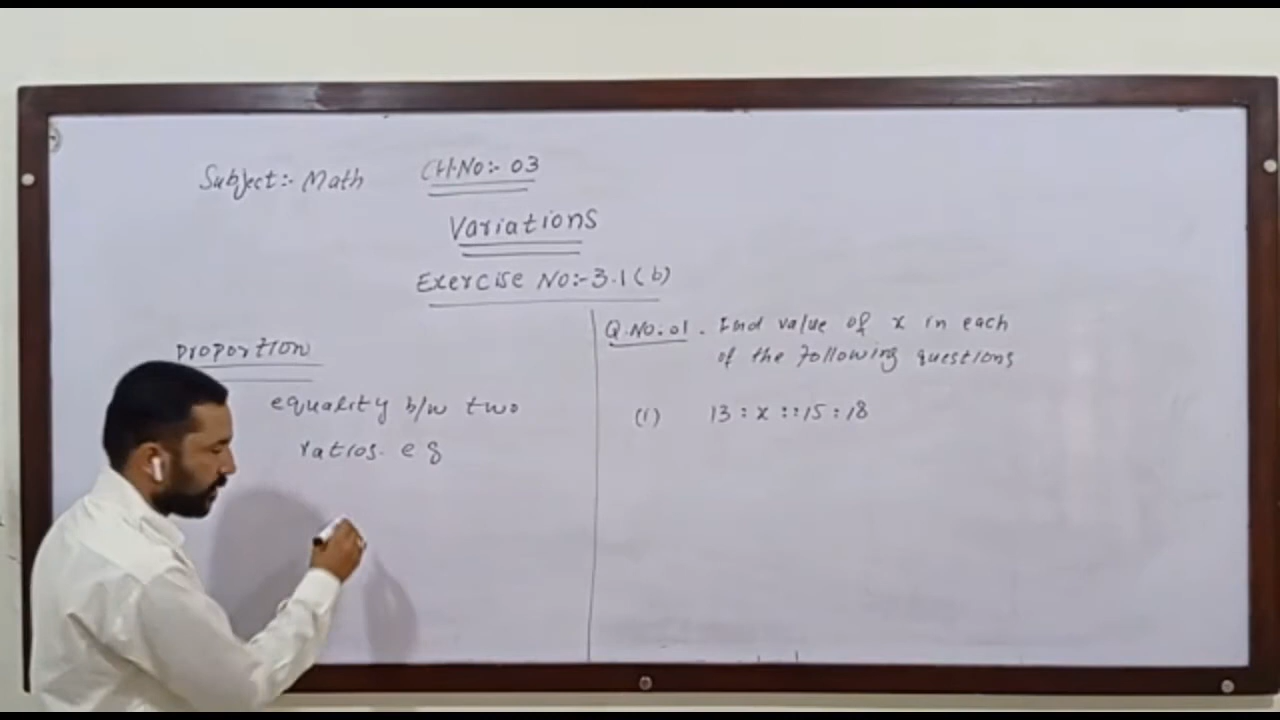 Subject:- Math CH.No:- 03
Variations
Exercise No:- 3.1(b)
Proportion
equality b/w two
ratios. eg
Q.No.01. Find value of x in each
of the following questions
(i) 13 : x :: 15 : 18